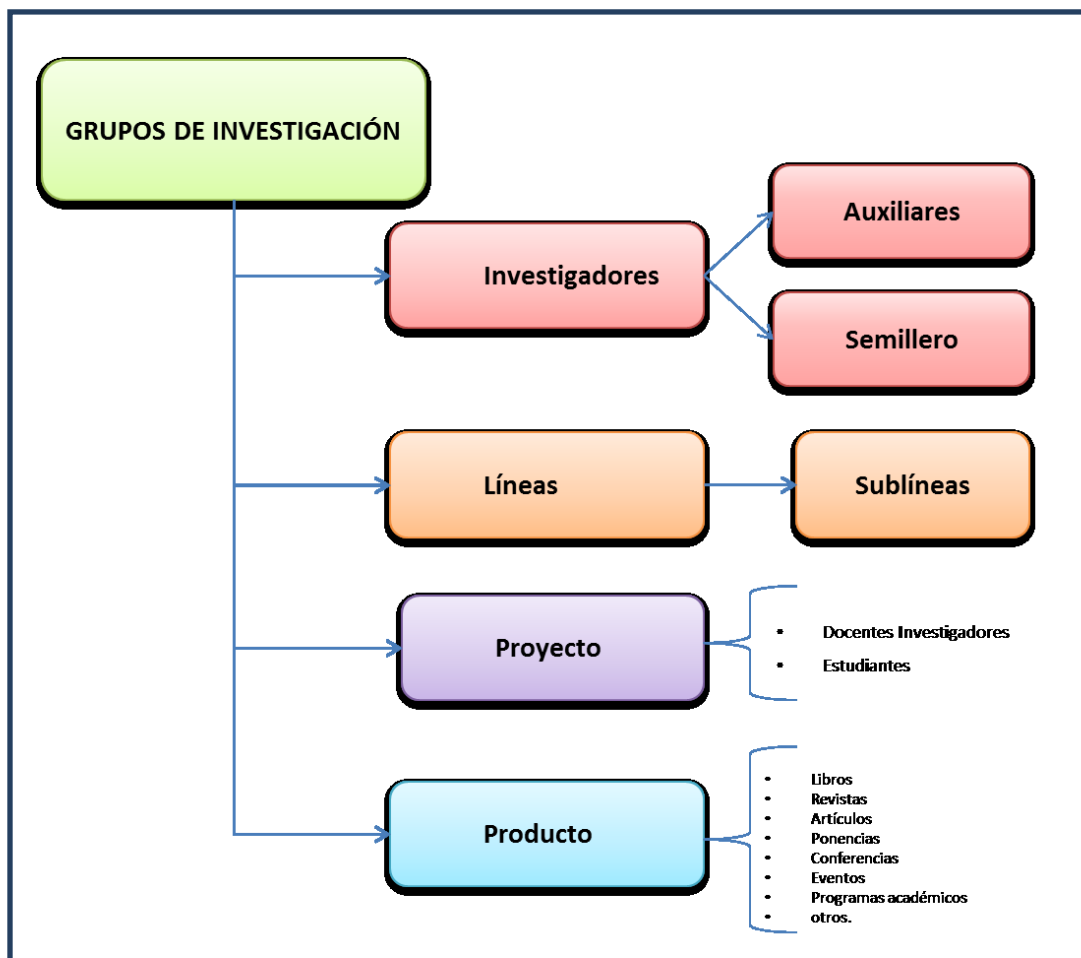 GRUPOS DE INVESTIGACIÓN
Investigadores
Auxiliares
Semillero
Líneas
Sublíneas
Proyecto
• Docentes Investigadores
• Estudiantes
Producto
• Libros
• Revistas
• Artículos
• Ponencias
• Conferencias
• Eventos
• Programas académicos
• otros.